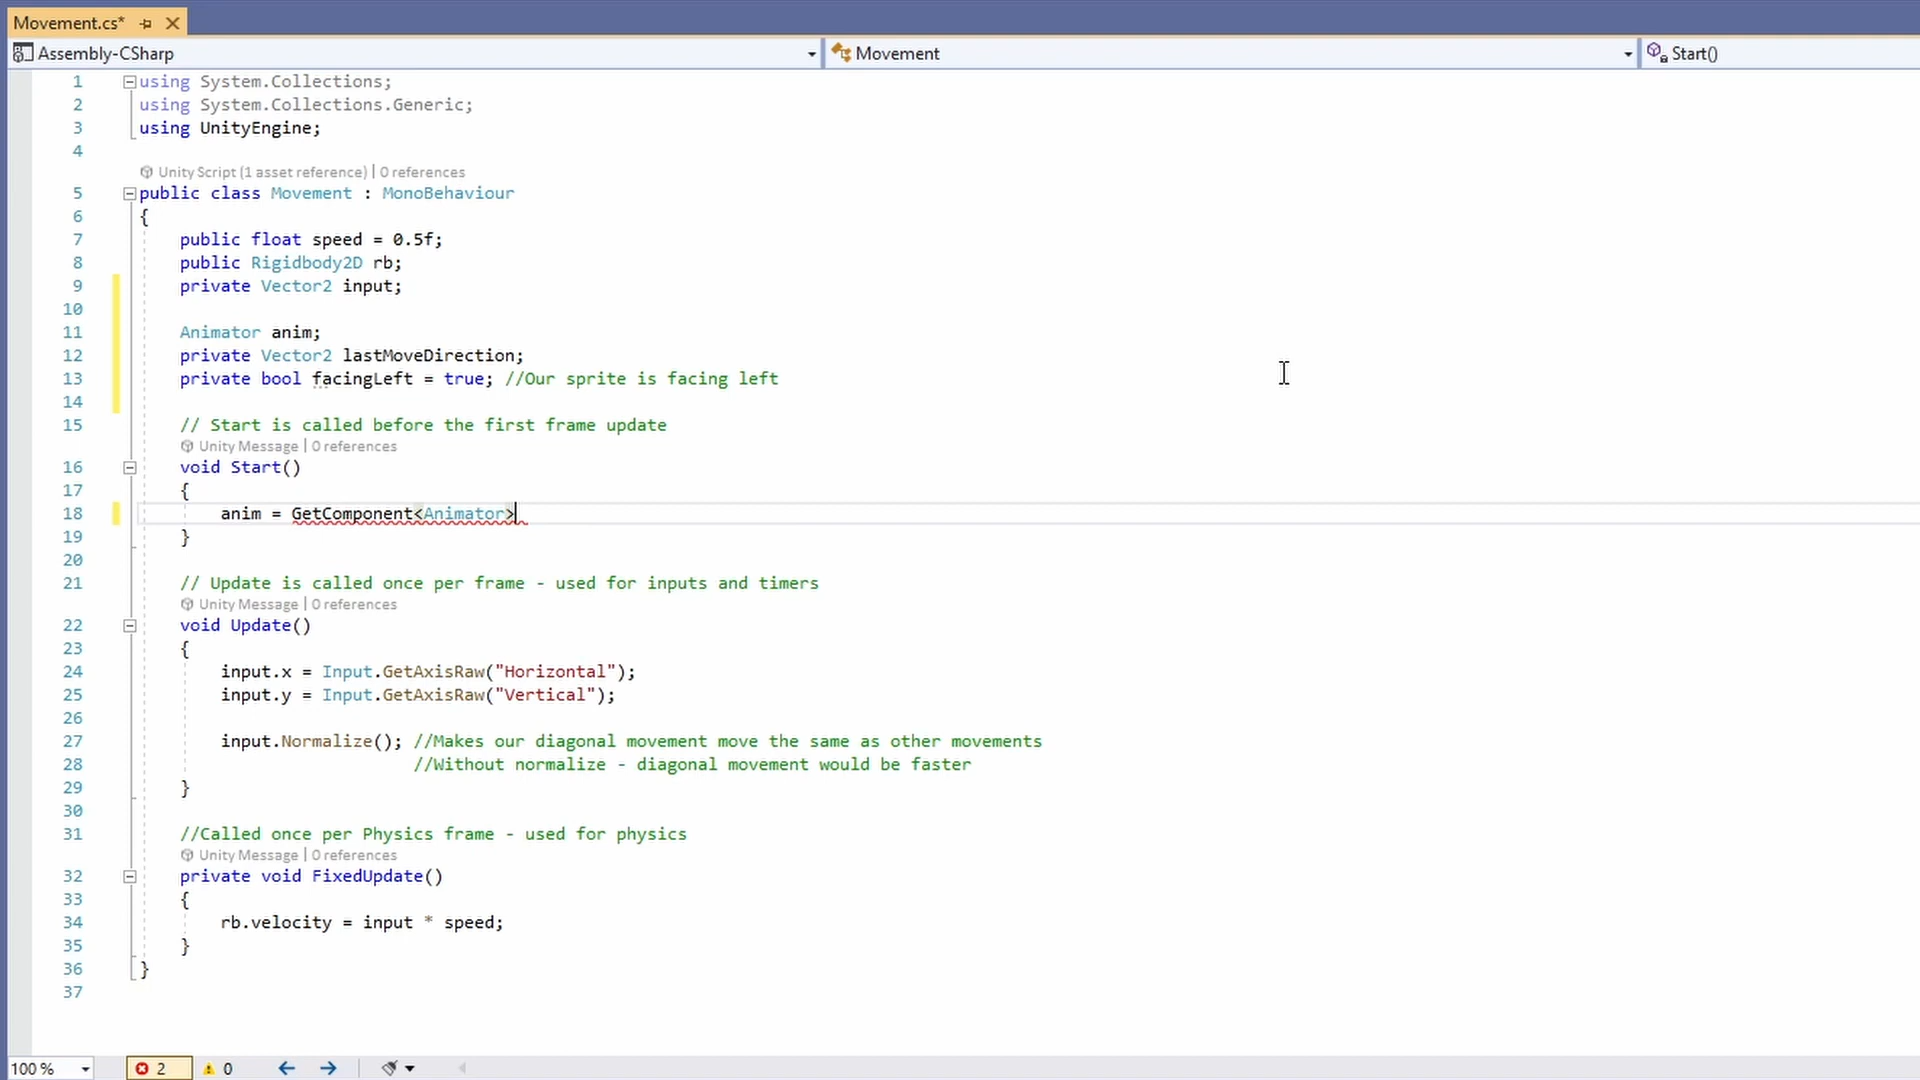 Movement.cs*
Assembly-CSharp Movement Start()
1 using System.Collections;
2 using System.Collections.Generic;
3 using UnityEngine;
4
Unity Script (1 asset reference) | 0 references
5 public class Movement : MonoBehaviour
6 {
7 public float speed = 0.5f;
8 public Rigidbody2D rb;
9 private Vector2 input;
10
11 Animator anim;
12 private Vector2 lastMoveDirection;
13 private bool facingLeft = true; //Our sprite is facing left
14
15 // Start is called before the first frame update
Unity Message | 0 references
16 void Start()
17 {
18 anim = GetComponent<Animator>
19 }
20
21 // Update is called once per frame - used for inputs and timers
Unity Message | 0 references
22 void Update()
23 {
24 input.x = Input.GetAxisRaw("Horizontal");
25 input.y = Input.GetAxisRaw("Vertical");
26
27 input.Normalize(); //Makes our diagonal movement move the same as other movements
28 //Without normalize - diagonal movement would be faster
29 }
30
31 //Called once per Physics frame - used for physics
Unity Message | 0 references
32 private void FixedUpdate()
33 {
34 rb.velocity = input * speed;
35 }
36 }
37
100 % 2 0